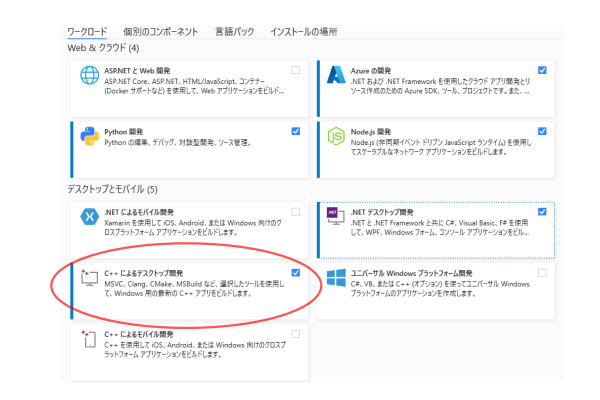 ワークロード 個別のコンポーネント 言語パック インストールの場所
Web & クラウド (4)
ASP.NET と Web 開発
ASP.NET Core、ASP.NET、HTML/JavaScript、コンテナー
(Docker サポートなど) を使用して、Web アプリケーションをビルド...
Azure の開発
.NET および .NET Framework を使用したクラウド アプリ開発とリ
ソース作成のための Azure SDK、ツール、プロジェクトです。また、...
Python 開発
Python の編集、デバッグ、対話型開発、ソース管理。
Node.js 開発
Node.js (非同期イベント ドリブン JavaScript ランタイム) を使用し
てスケーラブルなネットワーク アプリケーションをビルドします。
デスクトップとモバイル (5)
.NET によるモバイル開発
Xamarin を使用して iOS、Android、または Windows 向けのク
ロスプラットフォーム アプリケーションをビルドします。
.NET
.NET デスクトップ開発
.NET と .NET Framework と共に C#、Visual Basic、F# を使用
して、WPF、Windows フォーム、コンソール アプリケーションをビル...
C++ によるデスクトップ開発
MSVC、Clang、CMake、MSBuild など、選択したツールを使用し
て、Windows 用の最新の C++ アプリをビルドします。
ユニバーサル Windows プラットフォーム開発
C#、VB、または C++ (オプション) を使ってユニバーサル Windows
プラットフォームのアプリケーションを作成します。
C++ によるモバイル開発
C++ を使用して iOS、Android、または Windows 向けのクロスプ
ラットフォーム アプリケーションをビルドします。